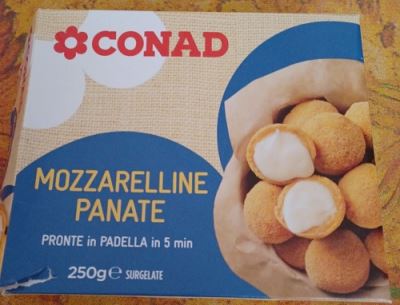 CONAD
MOZZARELLINE
PANATE
PRONTE in PADELLA in 5 min
250g℮ SURGELATE